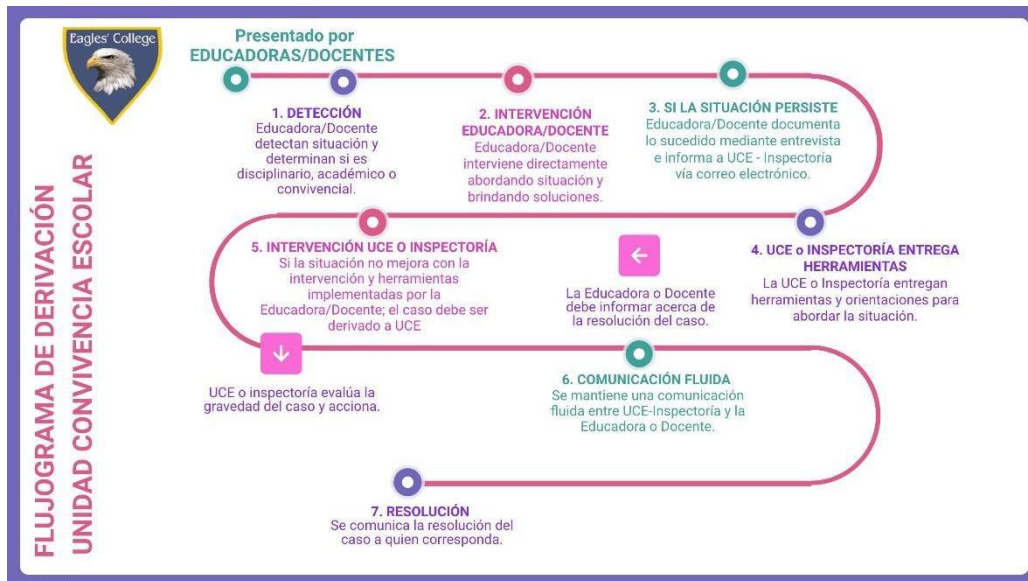 Eagles' College
FLUJOGRAMA DE DERIVACIÓN
UNIDAD CONVIVENCIA ESCOLAR
Presentado por
EDUCADORAS/DOCENTES
1. DETECCIÓN
Educadora/Docente
detectan situación y
determinan si es
disciplinario, académico o
convivencial.
2. INTERVENCIÓN
EDUCADORA/DOCENTE
Educadora/Docente
interviene directamente
abordando situación y
brindando soluciones.
3. SI LA SITUACIÓN PERSISTE
Educadora/Docente documenta
lo sucedido mediante entrevista
e informa a UCE - Inspectoría
vía correo electrónico.
4. UCE o INSPECTORÍA ENTREGA
HERRAMIENTAS
La UCE o Inspectoría entregan
herramientas y orientaciones para
abordar la situación.
La Educadora o Docente
debe informar acerca de
la resolución del caso.
5. INTERVENCIÓN UCE O INSPECTORÍA
Si la situación no mejora con la
intervención y herramientas
implementadas por la
Educadora/Docente; el caso debe ser
derivado a UCE
UCE o inspectoría evalúa la
gravedad del caso y acciona.
6. COMUNICACIÓN FLUIDA
Se mantiene una comunicación
fluida entre UCE-Inspectoría y la
Educadora o Docente.
7. RESOLUCIÓN
Se comunica la resolución del
caso a quien corresponda.